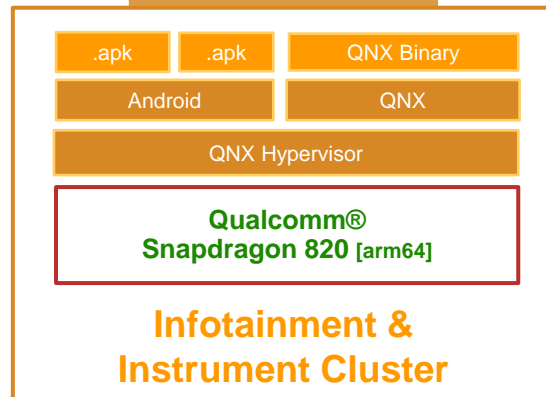 .apk .apk QNX Binary
Android QNX
QNX Hypervisor
Qualcomm®
Snapdragon 820 [arm64]
Infotainment &
Instrument Cluster